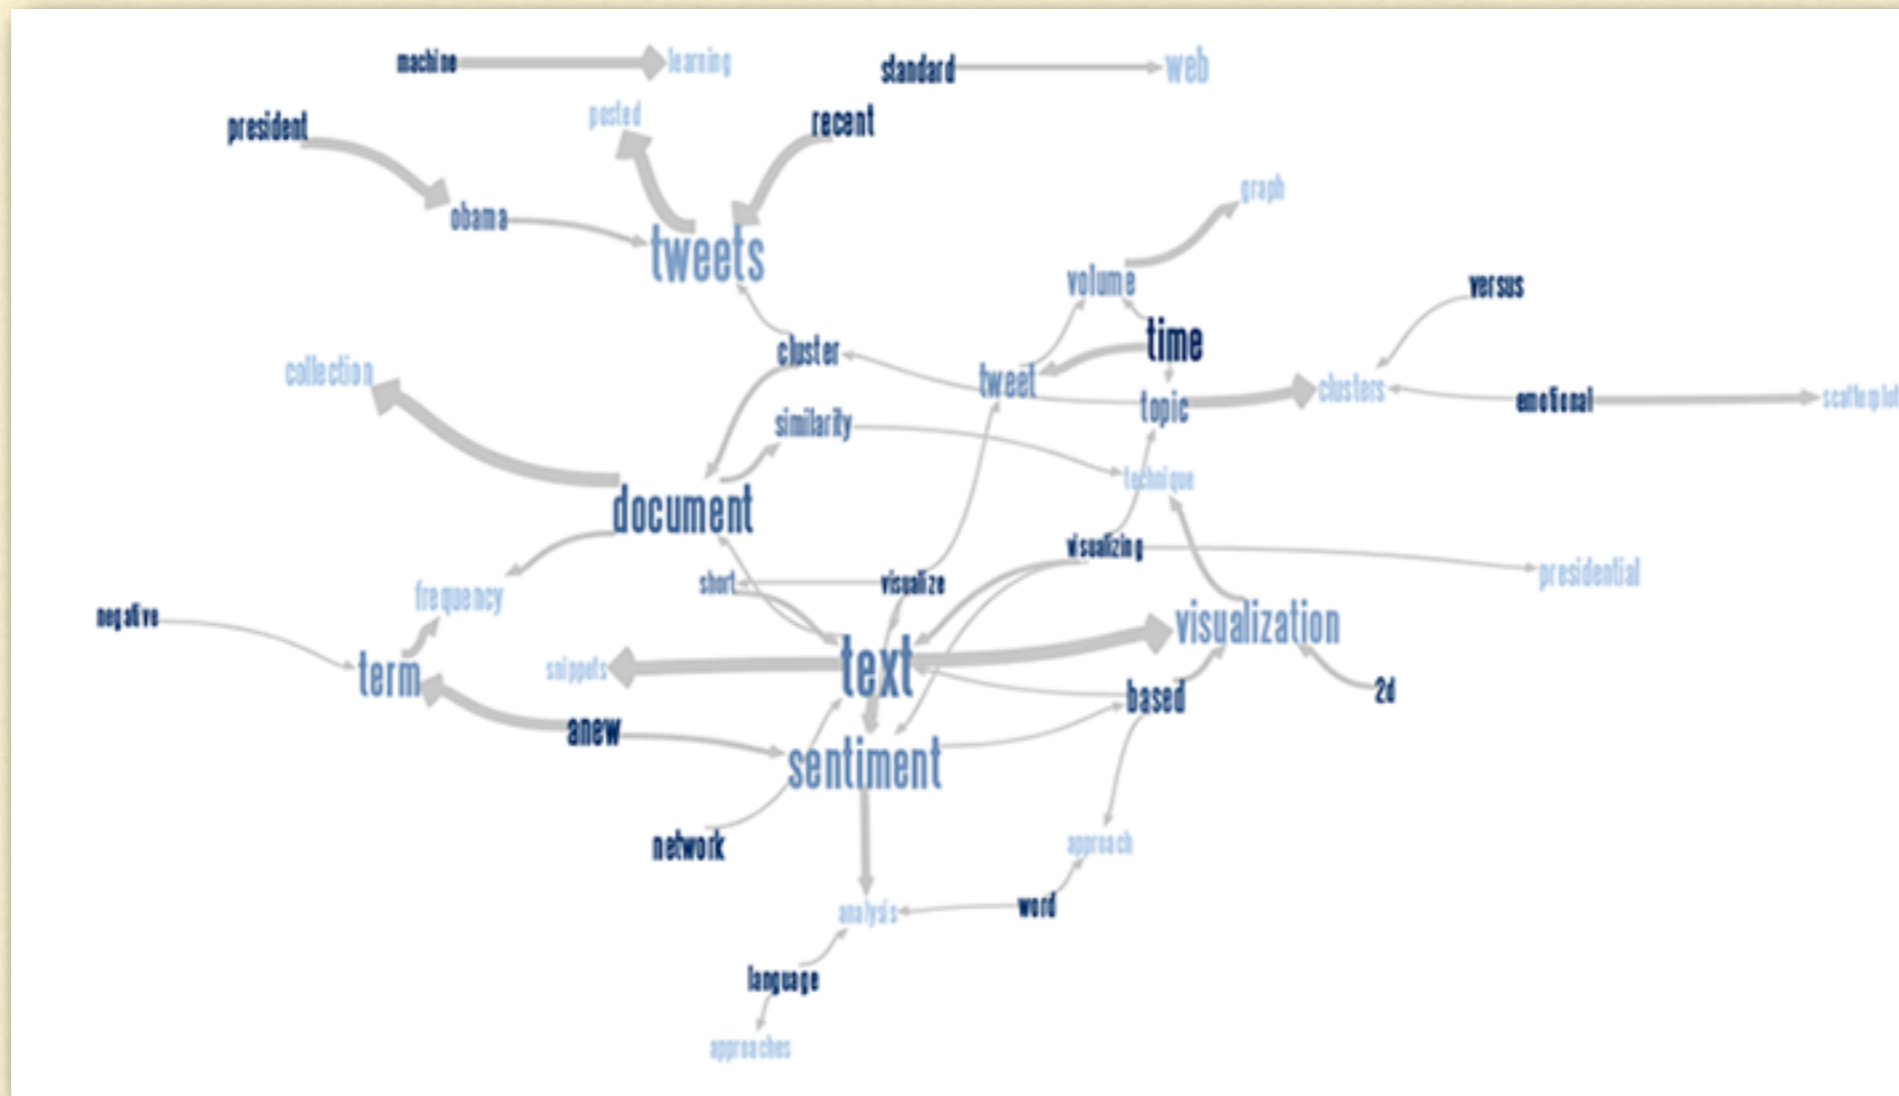 machine
learning
standard
web
posted
recent
president
graph
obama
tweets
volume
versus
time
cluster
collection
tweet
clusters
topic
emotional
scatterplot
similarity
technique
document
visualizing
presidential
short
visualize
frequency
negative
visualization
text
snippets
term
2d
based
anew
sentiment
approach
network
word
analysis
language
approaches